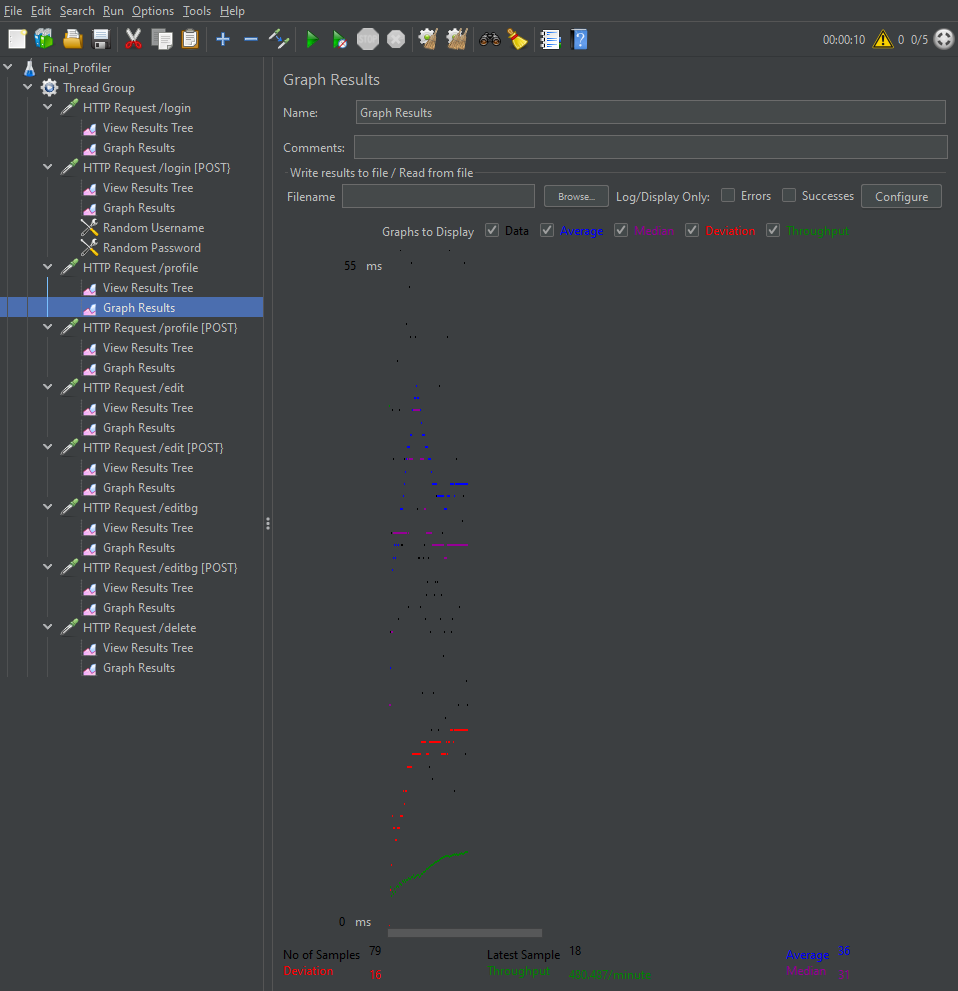 File Edit Search Run Options Tools Help
00:00:10 0 0/5
Final_Profiler
Thread Group
HTTP Request /login
View Results Tree
Graph Results
HTTP Request /login [POST}
View Results Tree
Graph Results
Random Username
Random Password
HTTP Request /profile
View Results Tree
Graph Results
HTTP Request /profile [POST}
View Results Tree
Graph Results
HTTP Request /edit
View Results Tree
Graph Results
HTTP Request /edit [POST}
View Results Tree
Graph Results
HTTP Request /editbg
View Results Tree
Graph Results
HTTP Request /editbg [POST}
View Results Tree
Graph Results
HTTP Request /delete
View Results Tree
Graph Results
Graph Results
Name: Graph Results
Comments:
Write results to file / Read from file
Filename Browse... Log/Display Only: Errors Successes Configure
Graphs to Display Data Average Median Deviation Throughput
55 ms
0 ms
No of Samples 79 Latest Sample 18 Average 36
Deviation 16 Throughput 480.487/minute Median